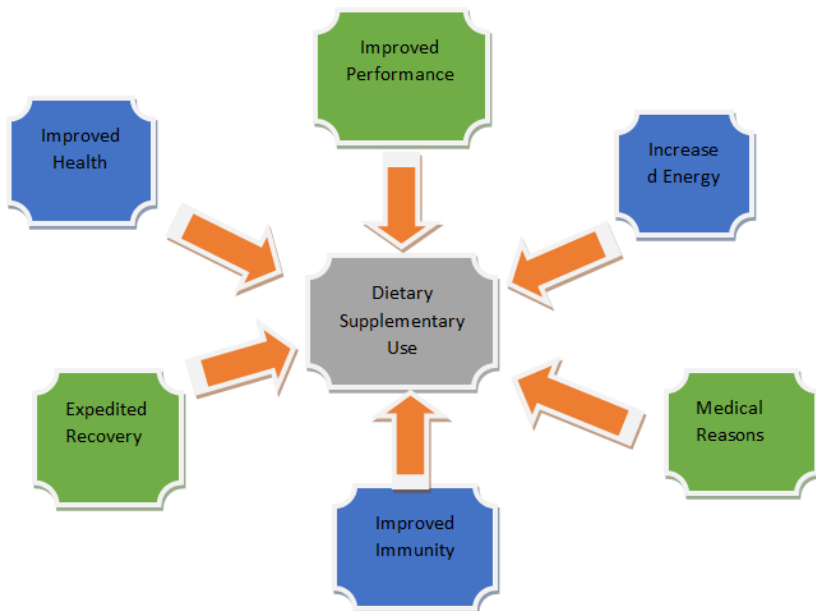 Improved
Performance
Improved
Health
Increase
d Energy
Dietary
Supplementary
Use
Expedited
Recovery
Medical
Reasons
Improved
Immunity